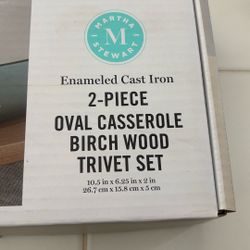 MARTHA
M
STEWART
Enameled Cast Iron
2-PIECE
OVAL CASSEROLE
BIRCH WOOD
TRIVET SET
10.5 in x 6.25 in x 2 in
26.7 cm x 15.8 cm x 5 cm